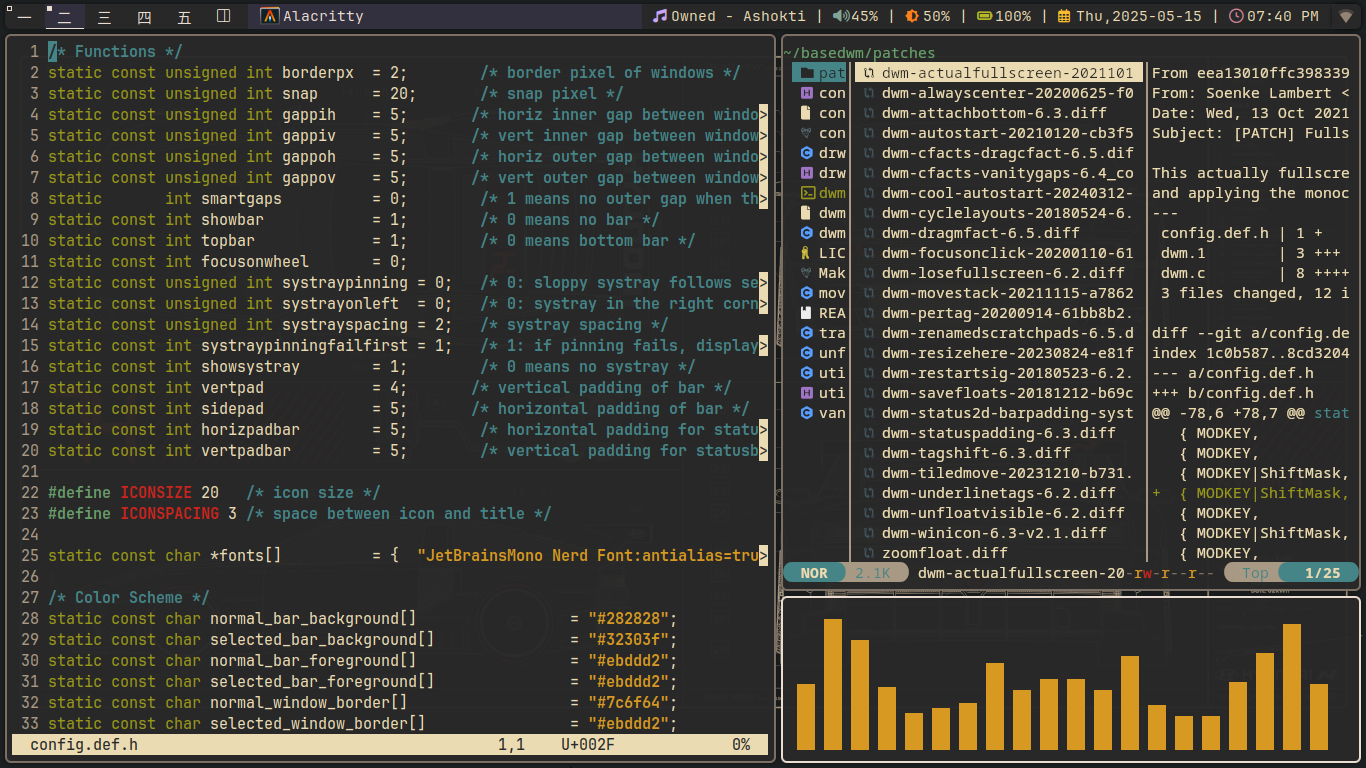 一 二 三 四 五 Alacritty Owned - Ashokti | 45% | 50% | 100% | Thu,2025-05-15 | 07:40 PM
1 /* Functions */
2 static const unsigned int borderpx  = 2;        /* border pixel of windows */
3 static const unsigned int snap      = 20;       /* snap pixel */
4 static const unsigned int gappih    = 5;       /* horiz inner gap between windo>
5 static const unsigned int gappiv    = 5;       /* vert inner gap between window>
6 static const unsigned int gappoh    = 5;       /* horiz outer gap between windo>
7 static const unsigned int gappov    = 5;       /* vert outer gap between window>
8 static       int smartgaps          = 0;        /* 1 means no outer gap when th>
9 static const int showbar            = 1;        /* 0 means no bar */
10 static const int topbar             = 1;        /* 0 means bottom bar */
11 static const int focusonwheel       = 0;
12 static const unsigned int systraypinning = 0;   /* 0: sloppy systray follows se>
13 static const unsigned int systrayonleft  = 0;   /* 0: systray in the right corn>
14 static const unsigned int systrayspacing = 2;   /* systray spacing */
15 static const int systraypinningfailfirst = 1;   /* 1: if pinning fails, display>
16 static const int showsystray        = 1;        /* 0 means no systray */
17 static const int vertpad            = 4;       /* vertical padding of bar */
18 static const int sidepad            = 5;       /* horizontal padding of bar */
19 static const int horizpadbar        = 5;        /* horizontal padding for statu>
20 static const int vertpadbar         = 5;        /* vertical padding for statusb>
21
22 #define ICONSIZE 20   /* icon size */
23 #define ICONSPACING 3 /* space between icon and title */
24
25 static const char *fonts[]          = {  "JetBrainsMono Nerd Font:antialias=tru>
26
27 /* Color Scheme */
28 static const char normal_bar_background[]                 = "#282828";
29 static const char selected_bar_background[]               = "#32303f";
30 static const char normal_bar_foreground[]                 = "#ebddd2";
31 static const char selected_bar_foreground[]               = "#ebddd2";
32 static const char normal_window_border[]                  = "#7c6f64";
33 static const char selected_window_border[]                = "#ebddd2";
config.def.h 1,1 U+002F 0%
~/basedwm/patches
pat
con
con
con
drw
drw
dwm
dwm
dwm
LIC
Mak
mov
REA
tra
unf
uti
uti
van
dwm-actualfullscreen-2021101
dwm-alwayscenter-20200625-f0
dwm-attachbottom-6.3.diff
dwm-autostart-20210120-cb3f5
dwm-cfacts-dragcfact-6.5.dif
dwm-cfacts-vanitygaps-6.4_co
dwm-cool-autostart-20240312-
dwm-cyclelayouts-20180524-6.
dwm-dragmfact-6.5.diff
dwm-focusonclick-20200110-61
dwm-losefullscreen-6.2.diff
dwm-movestack-20211115-a7862
dwm-pertag-20200914-61bb8b2.
dwm-renamedscratchpads-6.5.d
dwm-resizehere-20230824-e81f
dwm-restartsig-20180523-6.2.
dwm-savefloats-20181212-b69c
dwm-status2d-barpadding-syst
dwm-statuspadding-6.3.diff
dwm-tagshift-6.3.diff
dwm-tiledmove-20231210-b731.
dwm-underlinetags-6.2.diff
dwm-unfloatvisible-6.2.diff
dwm-winicon-6.3-v2.1.diff
zoomfloat.diff
From eea13010ffc398339
From: Soenke Lambert <
Date: Wed, 13 Oct 2021
Subject: [PATCH] Fulls
This actually fullscre
and applying the monoc
---
config.def.h | 1 +
dwm.1        | 3 +++
dwm.c        | 8 ++++
3 files changed, 12 i
diff --git a/config.de
index 1c0b587..8cd3204
--- a/config.def.h
+++ b/config.def.h
@@ -78,6 +78,7 @@ stat
{ MODKEY,
{ MODKEY,
{ MODKEY|ShiftMask,
+  { MODKEY|ShiftMask,
{ MODKEY,
{ MODKEY|ShiftMask,
{ MODKEY,
NOR 2.1K dwm-actualfullscreen-20-rw-r--r-- Top 1/25